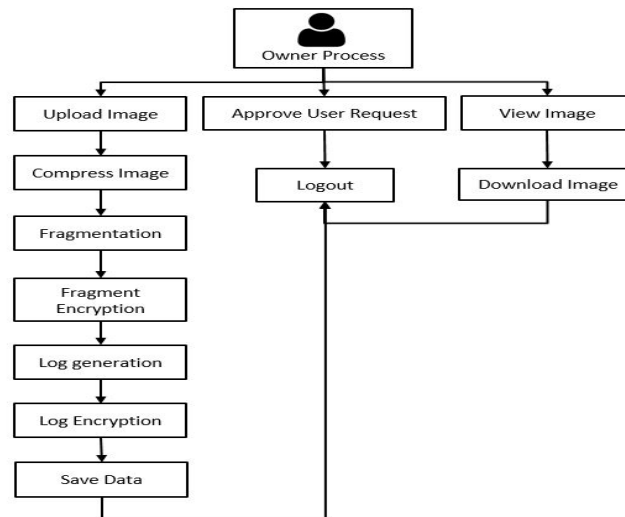 Owner Process
Upload Image
Approve User Request
View Image
Compress Image
Logout
Download Image
Fragmentation
Fragment
Encryption
Log generation
Log Encryption
Save Data